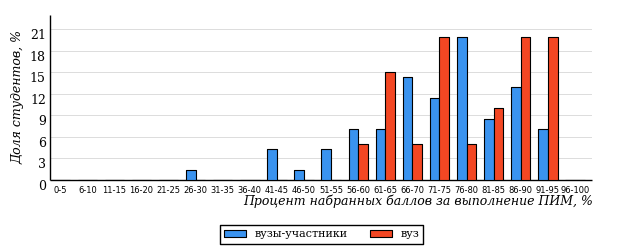 Доля студентов, %
21
18
15
12
9
6
3
0
0-5 6-10 11-15 16-20 21-25 26-30 31-35 36-40 41-45 46-50 51-55 56-60 61-65 66-70 71-75 76-80 81-85 86-90 91-95 96-100
Процент набранных баллов за выполнение ПИМ, %
вузы-участники вуз